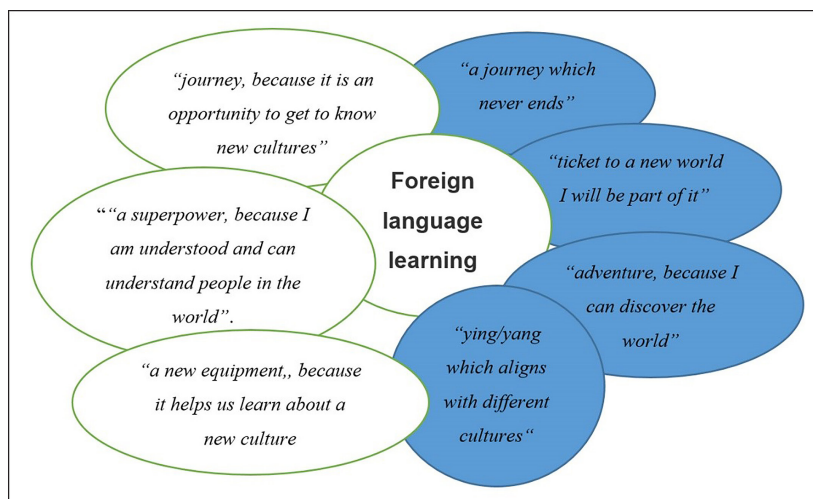 “journey, because it is an
opportunity to get to know
new cultures”
“a journey which
never ends”
“ticket to a new world
I will be part of it”
Foreign
language
learning
““a superpower, because I
am understood and can
understand people in the
world”.
“adventure, because I
can discover the
world”
“ying/yang
which aligns
with different
cultures“
“a new equipment,, because
it helps us learn about a
new culture